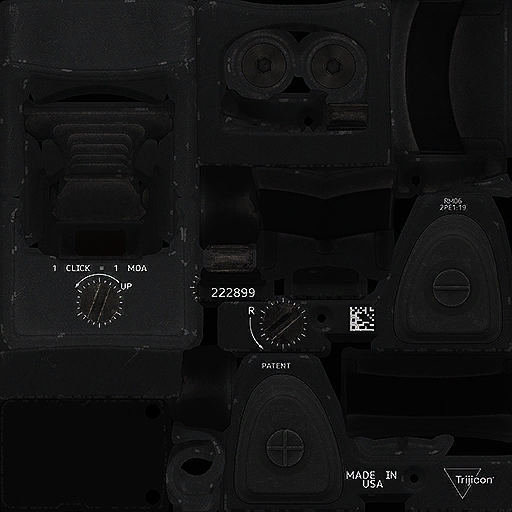 RM06
2PE1:19
1 CLICK = 1 MOA
UP
222899
R
PATENT
MADE IN
USA
Trijicon